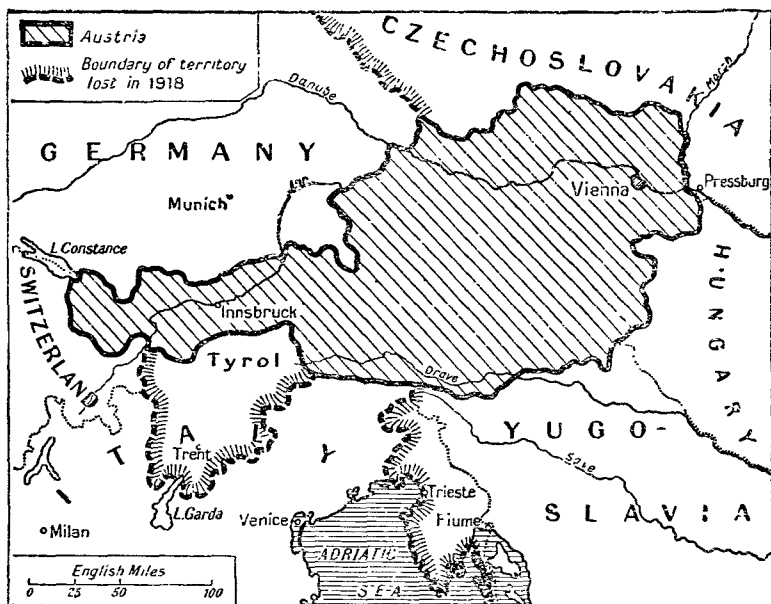 Austria
Boundary of territory
lost in 1918
CZECHOSLOVAKIA
Danube
GERMANY
Munich
Vienna
Pressburg
L. Constance
SWITZERLAND
Innsbruck
HUNGARY
Tyrol
Drave
ITALY
YUGO-
SLAVIA
Trent
Save
L. Garda
Trieste
Venice
Fiume
Milan
ADRIATIC
SEA
English Miles
0 25 50 100